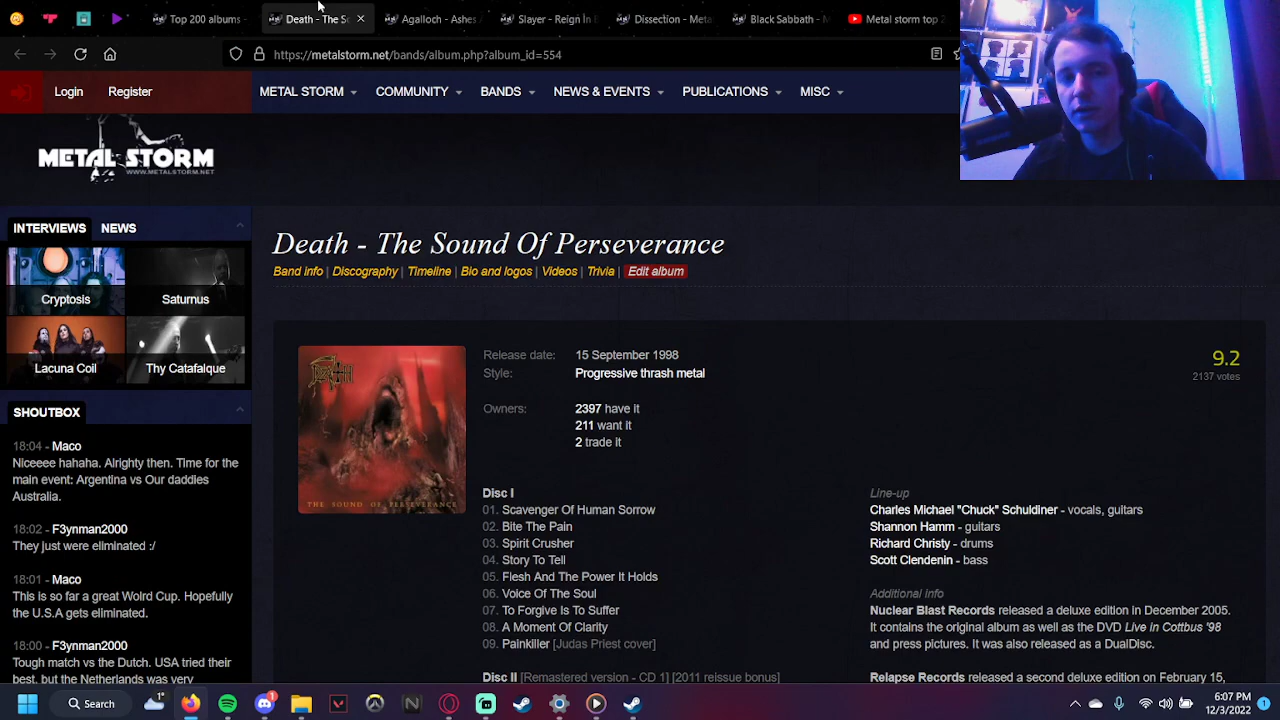 Top 200 albums -
Death - The So
Agalloch - Ashes
Slayer - Reign In B
Dissection - Meta
Black Sabbath - M
Metal storm top 2
https://metalstorm.net/bands/album.php?album_id=554
Login
Register
METAL STORM
COMMUNITY
BANDS
NEWS & EVENTS
PUBLICATIONS
MISC
METAL STORM
WWW.METALSTORM.NET
INTERVIEWS
NEWS
Cryptosis
Saturnus
Lacuna Coil
Thy Catafalque
SHOUTBOX
18:04 - Maco
Niceeee hahaha. Alrighty then. Time for the
main event: Argentina vs Our daddies
Australia.
18:02 - F3ynman2000
They just were elIminated :/
18:01 - Maco
This is so far a great Wolrd Cup. Hopefully
the U.S.A gets eliminated.
18:00 - F3ynman2000
Tough match vs the Dutch. USA tried their
best, but the Netherlands was very
Death - The Sound Of Perseverance
Band info | Discography | Timeline | Bio and logos | Videos | Trivia | Edit album
DEATH
THE SOUND OF PERSEVERANCE
Release date: 15 September 1998
Style: Progressive thrash metal
Owners: 2397 have it
211 want it
2 trade it
9.2
2137 votes
Disc I
01. Scavenger Of Human Sorrow
02. Bite The Pain
03. Spirit Crusher
04. Story To Tell
05. Flesh And The Power It Holds
06. Voice Of The Soul
07. To Forgive Is To Suffer
08. A Moment Of Clarity
09. Painkiller [Judas Priest cover]
Disc II [Remastered version - CD 1] [2011 reissue bonus]
Line-up
Charles Michael "Chuck" Schuldiner - vocals, guitars
Shannon Hamm - guitars
Richard Christy - drums
Scott Clendenin - bass
Additional info
Nuclear Blast Records released a deluxe edition in December 2005.
It contains the original album as well as the DVD Live in Cottbus '98
and press pictures. It was also released as a DualDisc.
Relapse Records released a second deluxe edition on February 15,
Search
1
6:07 PM
12/3/2022
1